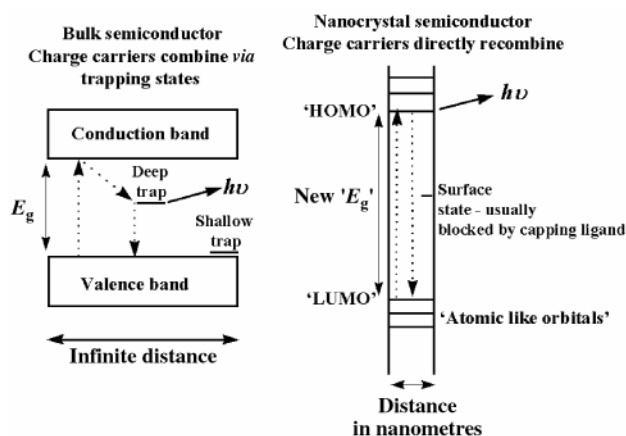 Bulk semiconductor
Charge carriers combine via
trapping states
Conduction band
Deep
trap
hυ
E_g
Shallow
trap
Valence band
Infinite distance
Nanocrystal semiconductor
Charge carriers directly recombine
'HOMO'
hυ
New 'E_g'
Surface
state - usually
blocked by capping ligand
'LUMO'
'Atomic like orbitals'
Distance
in nanometres